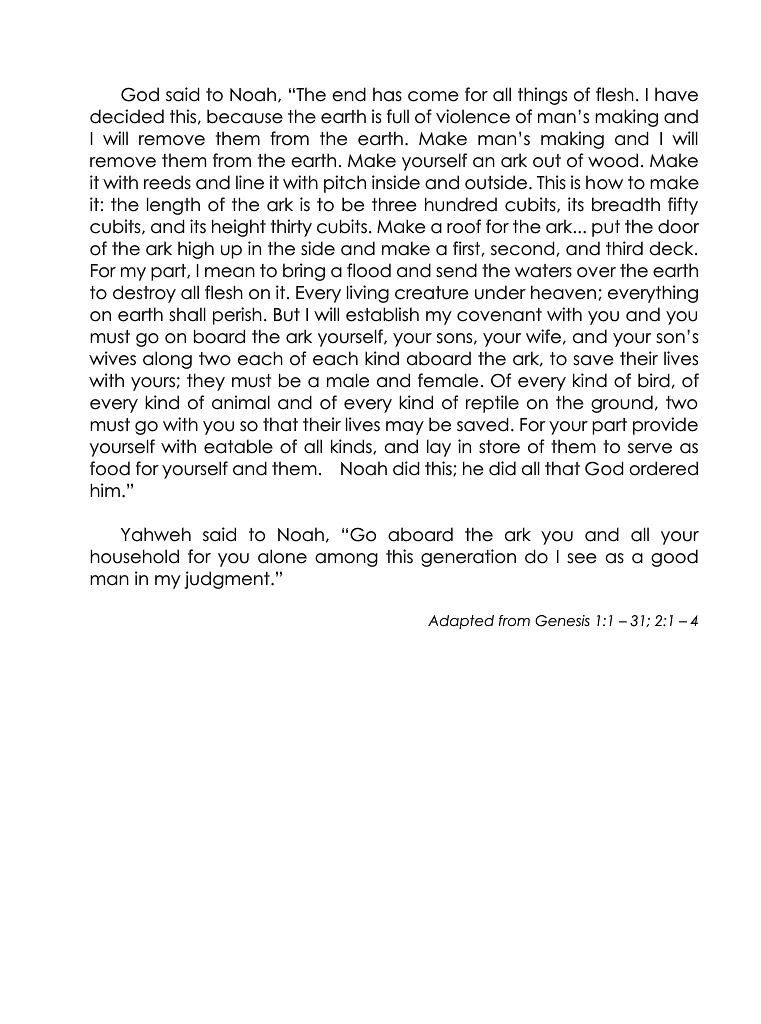 God said to Noah, “The end has come for all things of flesh. I have
decided this, because the earth is full of violence of man’s making and
I will remove them from the earth. Make man’s making and I will
remove them from the earth. Make yourself an ark out of wood. Make
it with reeds and line it with pitch inside and outside. This is how to make
it: the length of the ark is to be three hundred cubits, its breadth fifty
cubits, and its height thirty cubits. Make a roof for the ark... put the door
of the ark high up in the side and make a first, second, and third deck.
For my part, I mean to bring a flood and send the waters over the earth
to destroy all flesh on it. Every living creature under heaven; everything
on earth shall perish. But I will establish my covenant with you and you
must go on board the ark yourself, your sons, your wife, and your son’s
wives along two each of each kind aboard the ark, to save their lives
with yours; they must be a male and female. Of every kind of bird, of
every kind of animal and of every kind of reptile on the ground, two
must go with you so that their lives may be saved. For your part provide
yourself with eatable of all kinds, and lay in store of them to serve as
food for yourself and them. Noah did this; he did all that God ordered
him.”
Yahweh said to Noah, “Go aboard the ark you and all your
household for you alone among this generation do I see as a good
man in my judgment.”
Adapted from Genesis 1:1 – 31; 2:1 – 4